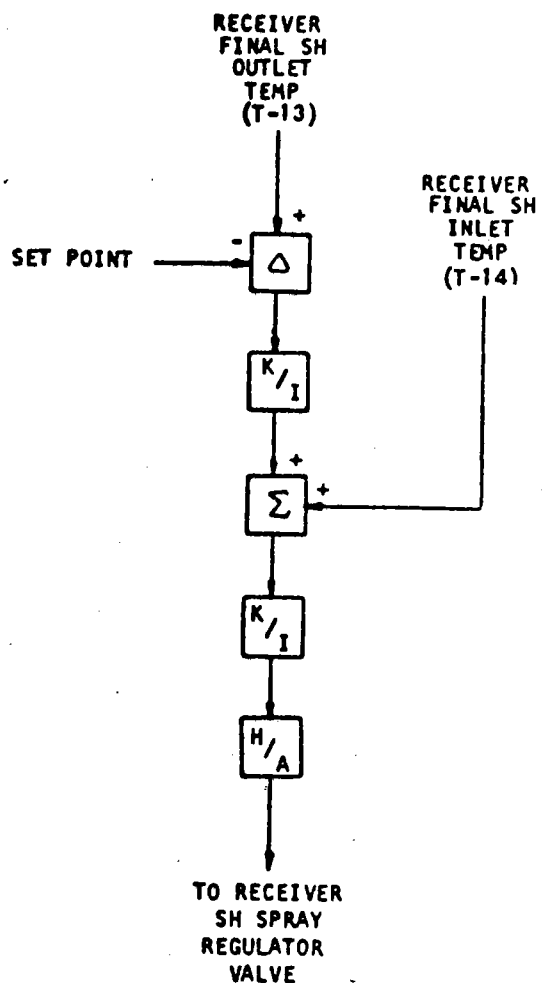 RECEIVER
FINAL SH
OUTLET
TEMP
(T-13)
RECEIVER
FINAL SH
INLET
TEMP
(T-14)
+
-
SET POINT
Δ
K/I
+
+
Σ
K/I
H/A
TO RECEIVER
SH SPRAY
REGULATOR
VALVE